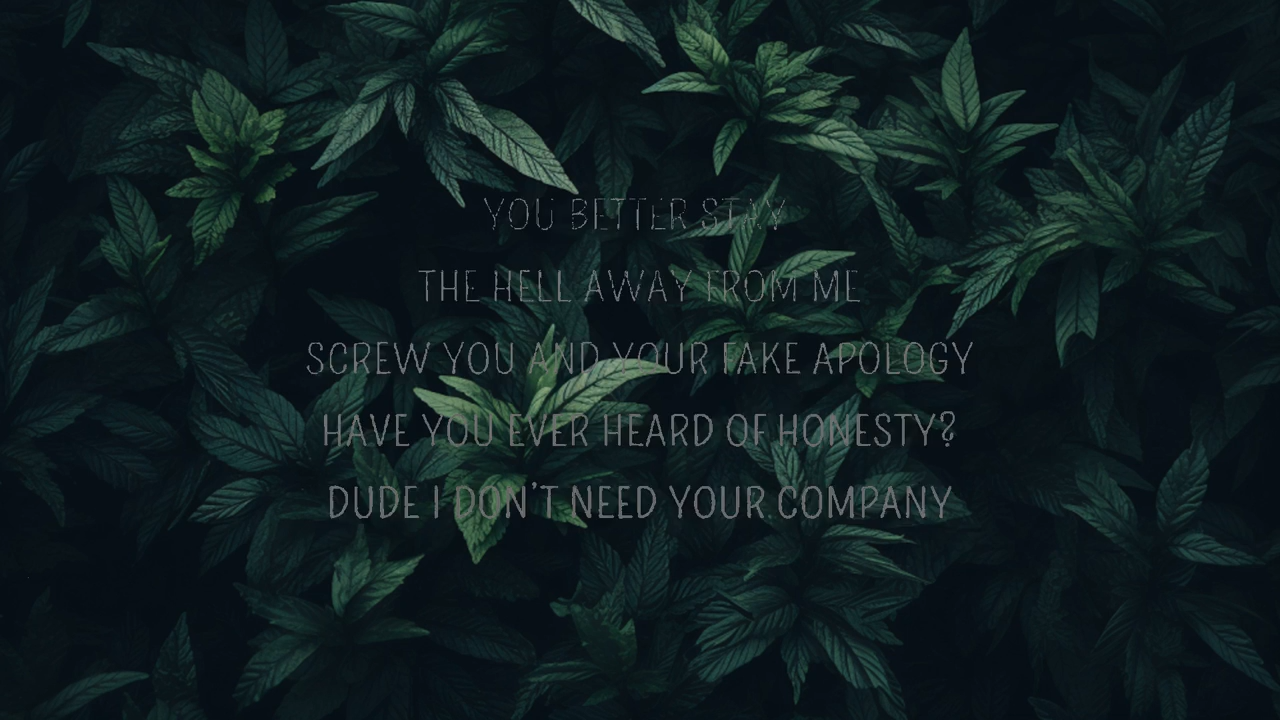 YOU BETTER STAY
THE HELL AWAY FROM ME
SCREW YOU AND YOUR FAKE APOLOGY
HAVE YOU EVER HEARD OF HONESTY?
DUDE I DON'T NEED YOUR COMPANY